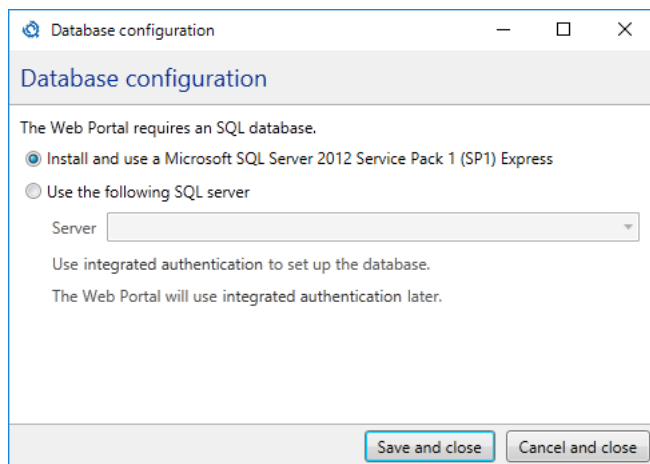 Database configuration
Database configuration
The Web Portal requires an SQL database.
Install and use a Microsoft SQL Server 2012 Service Pack 1 (SP1) Express
Use the following SQL server
Server
Use integrated authentication to set up the database.
The Web Portal will use integrated authentication later.
Save and close
Cancel and close